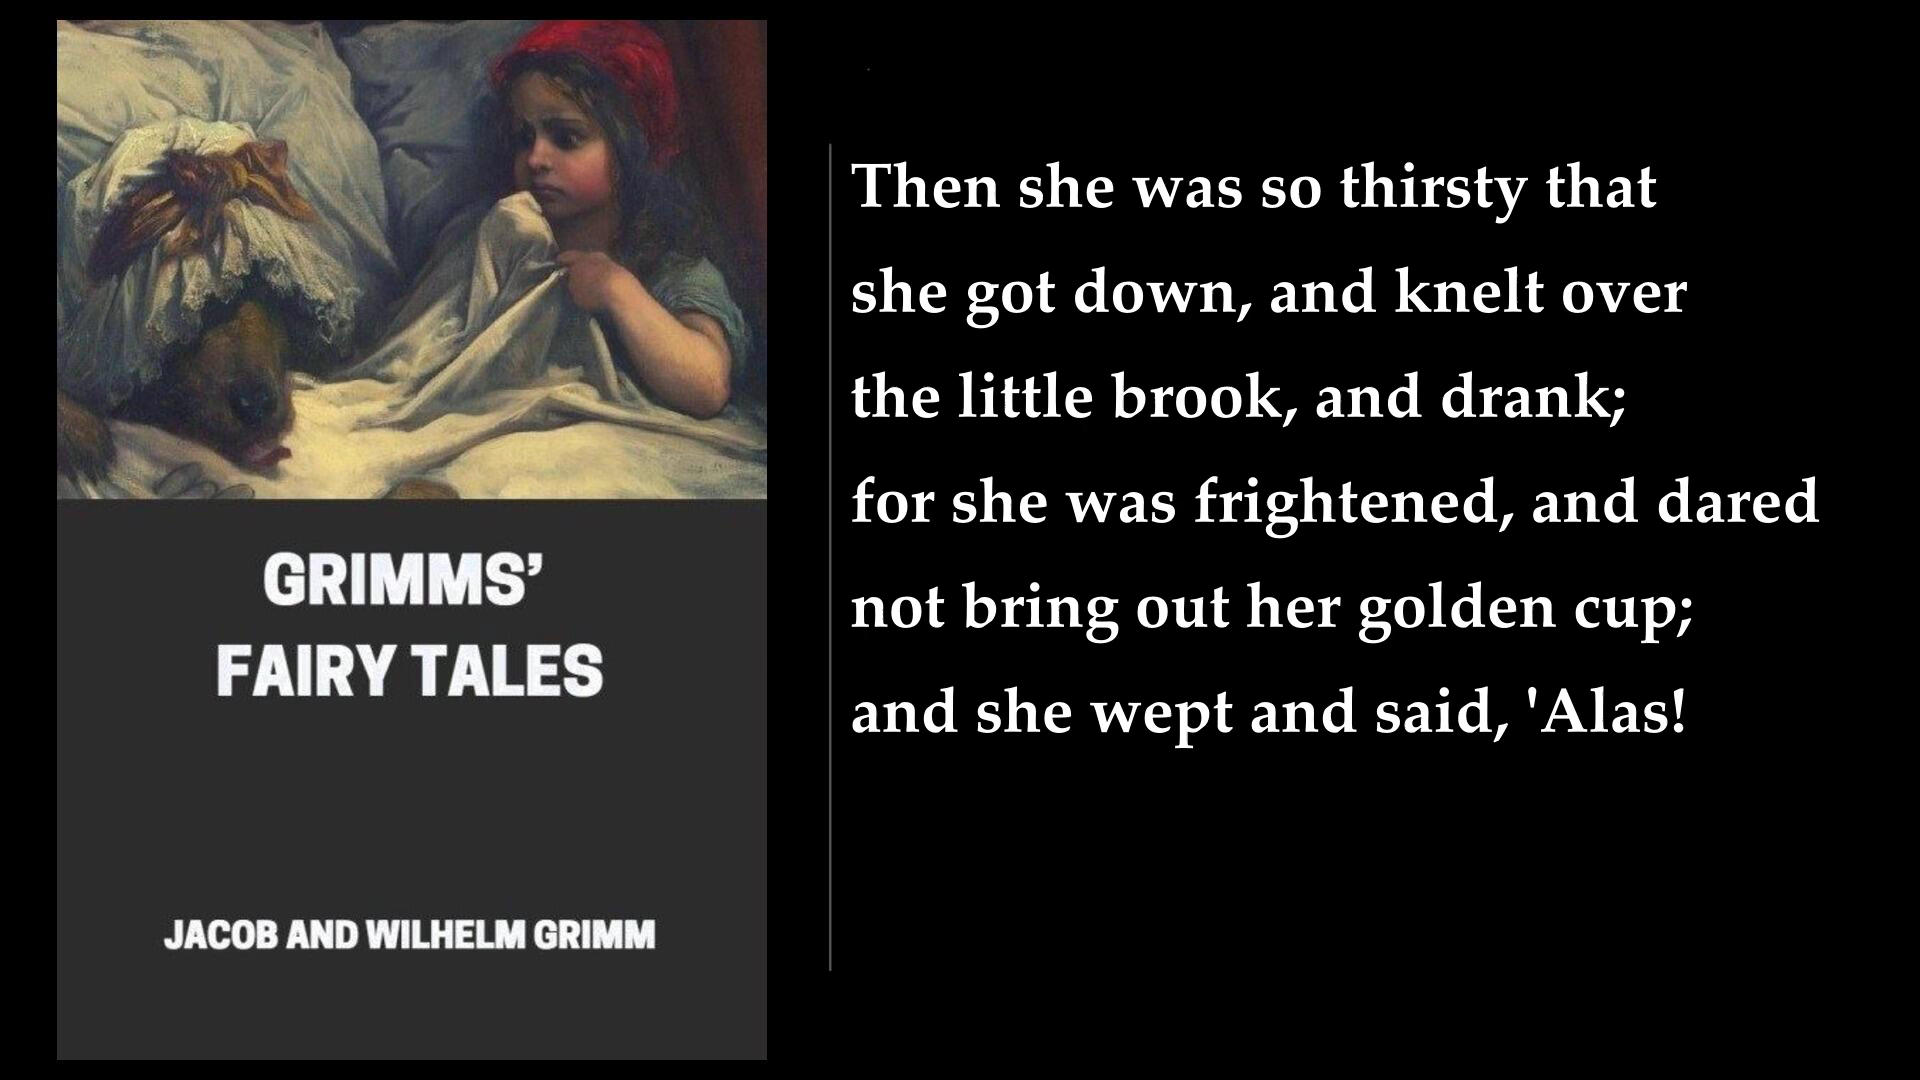 GRIMMS’
FAIRY TALES
JACOB AND WILHELM GRIMM
Then she was so thirsty that
she got down, and knelt over
the little brook, and drank;
for she was frightened, and dared
not bring out her golden cup;
and she wept and said, 'Alas!